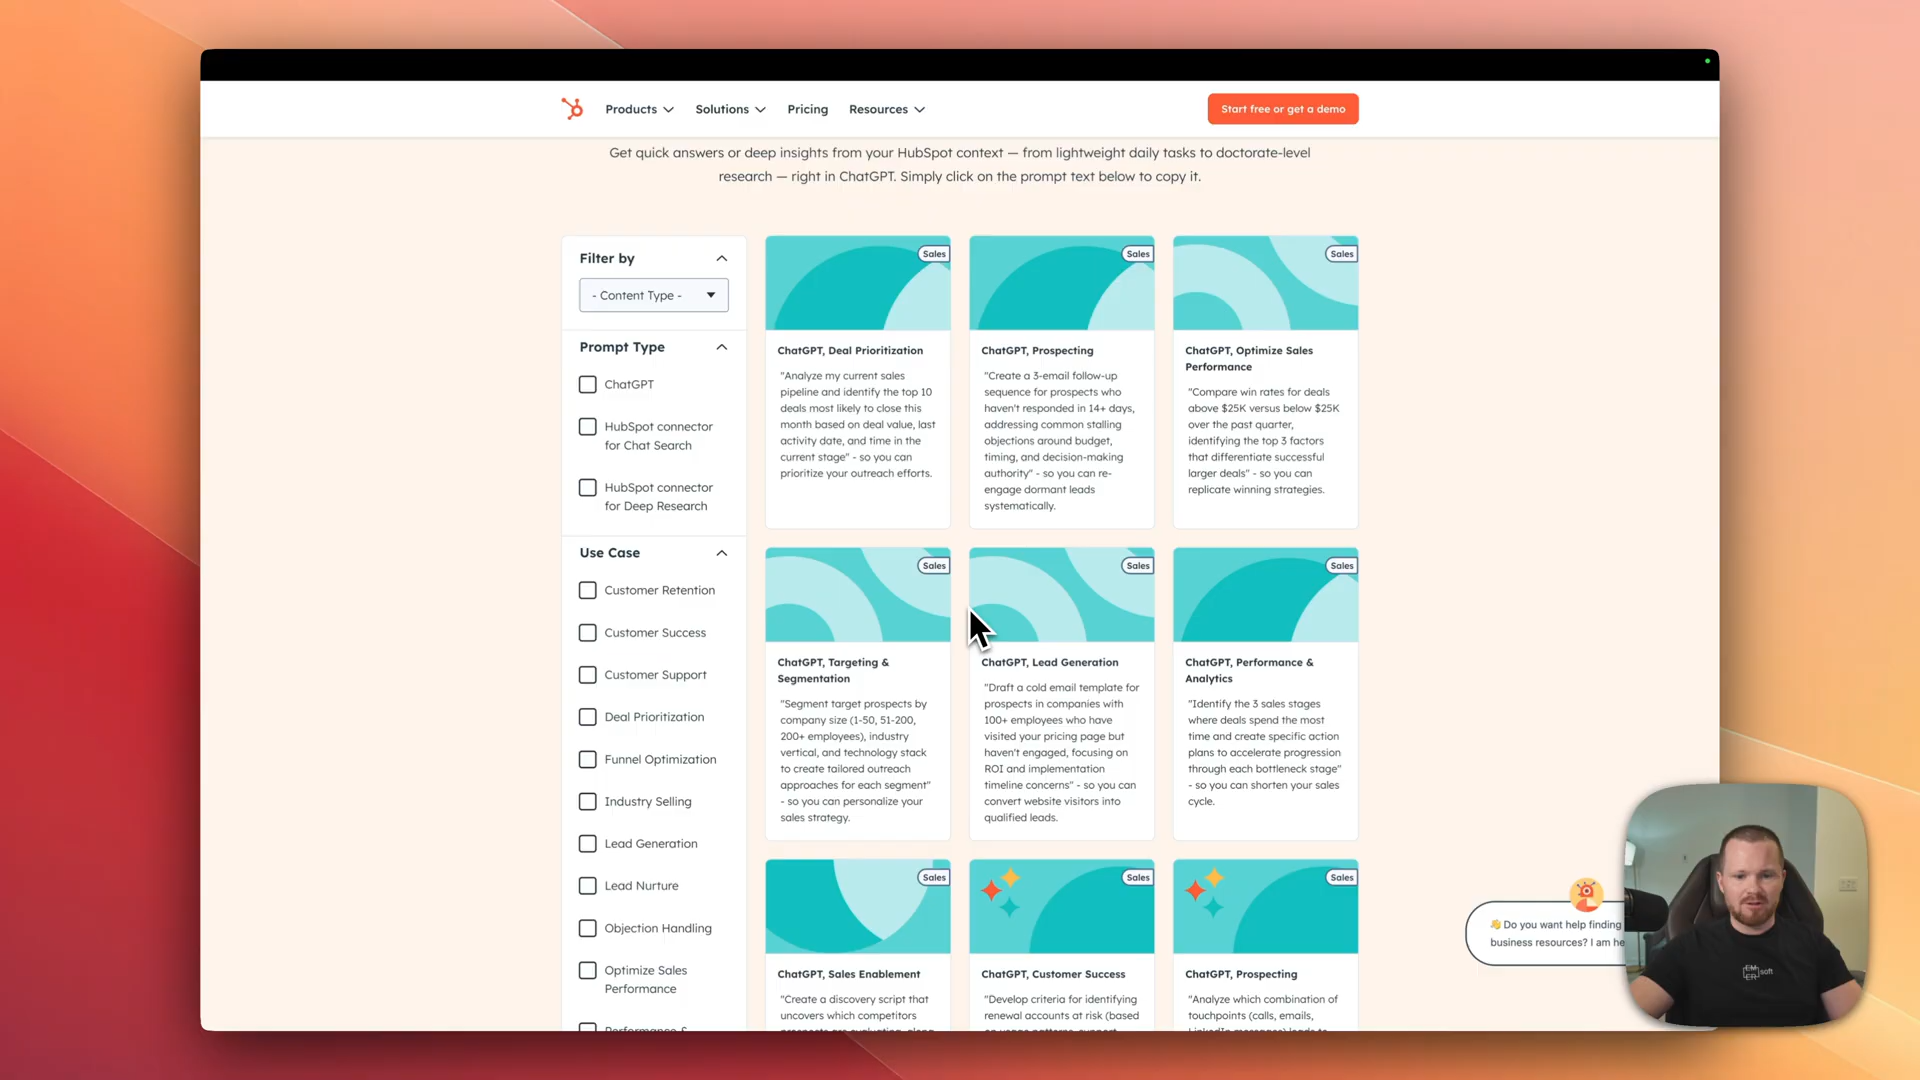 Products
Solutions
Pricing
Resources
Start free or get a demo
Get quick answers or deep insights from your HubSpot context — from lightweight daily tasks to doctorate-level
research — right in ChatGPT. Simply click on the prompt text below to copy it.
Filter by
- Content Type -
Prompt Type
ChatGPT
HubSpot connector
for Chat Search
HubSpot connector
for Deep Research
Use Case
Customer Retention
Customer Success
Customer Support
Deal Prioritization
Funnel Optimization
Industry Selling
Lead Generation
Lead Nurture
Objection Handling
Optimize Sales
Performance
Sales
ChatGPT, Deal Prioritization
"Analyze my current sales
pipeline and identify the top 10
deals most likely to close this
month based on deal value, last
activity date, and time in the
current stage" - so you can
prioritize your outreach efforts.
Sales
ChatGPT, Prospecting
"Create a 3-email follow-up
sequence for prospects who
haven't responded in 14+ days,
addressing common stalling
objections around budget,
timing, and decision-making
authority" - so you can re-
engage dormant leads
systematically.
Sales
ChatGPT, Optimize Sales
Performance
"Compare win rates for deals
above $25K versus below $25K
over the past quarter,
identifying the top 3 factors
that differentiate successful
larger deals" - so you can
replicate winning strategies.
Sales
ChatGPT, Targeting &
Segmentation
"Segment target prospects by
company size (1-50, 51-200,
200+ employees), industry
vertical, and technology stack
to create tailored outreach
approaches for each segment"
- so you can personalize your
sales strategy.
Sales
ChatGPT, Lead Generation
"Draft a cold email template for
prospects in companies with
100+ employees who have
visited your pricing page but
haven't engaged, focusing on
ROI and implementation
timeline concerns" - so you can
convert website visitors into
qualified leads.
Sales
ChatGPT, Performance &
Analytics
"Identify the 3 sales stages
where deals spend the most
time and create specific action
plans to accelerate progression
through each bottleneck stage"
- so you can shorten your sales
cycle.
Sales
ChatGPT, Sales Enablement
"Create a discovery script that
uncovers which competitors
Sales
ChatGPT, Customer Success
"Develop criteria for identifying
renewal accounts at risk (based
Sales
ChatGPT, Prospecting
"Analyze which combination of
touchpoints (calls, emails,
👋 Do you want help finding
business resources? I am he
soft